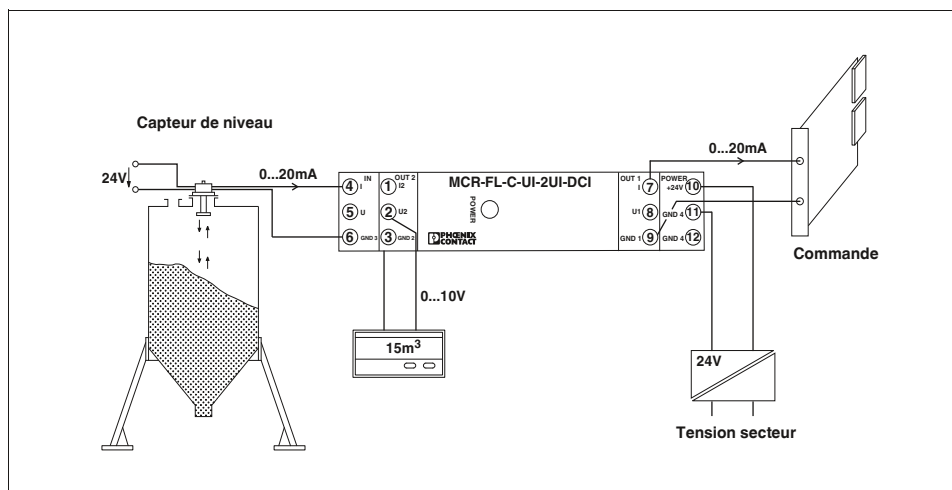 Capteur de niveau
24V
0...20mA
IN
4 I
5 U
6 GND 3
OUT 2
1 I2
2 U2
3 GND 2
MCR-FL-C-UI-2UI-DCI
POWER
PHŒNIX
CONTACT
OUT 1
I 7
U1 8
GND 1 9
POWER
+24V 10
GND 4 11
GND 4 12
0...20mA
Commande
0...10V
15m³
24V
Tension secteur